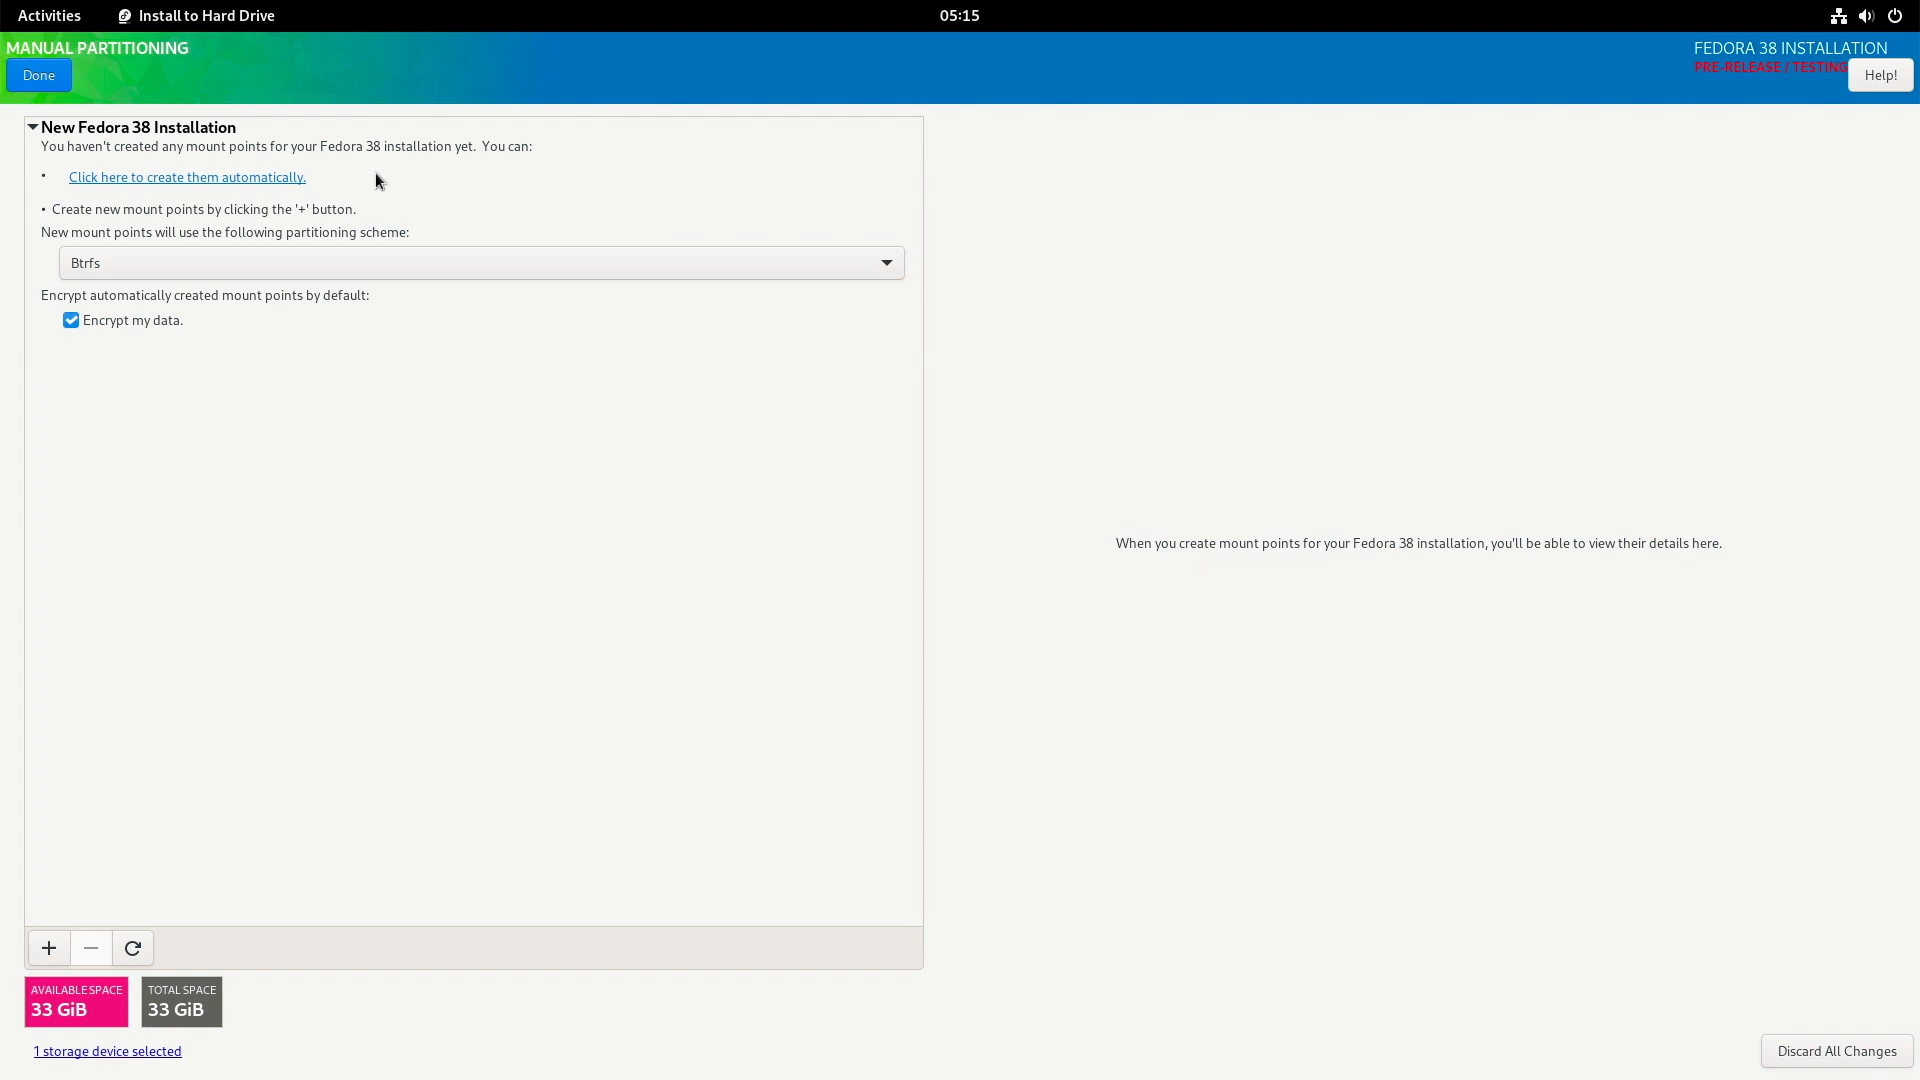 Activities
Install to Hard Drive
05:15
MANUAL PARTITIONING
Done
FEDORA 38 INSTALLATION
PRE-RELEASE / TESTING
Help!
New Fedora 38 Installation
You haven't created any mount points for your Fedora 38 installation yet.  You can:
• Click here to create them automatically.
• Create new mount points by clicking the '+' button.
New mount points will use the following partitioning scheme:
Btrfs
Encrypt automatically created mount points by default:
Encrypt my data.
When you create mount points for your Fedora 38 installation, you'll be able to view their details here.
AVAILABLE SPACE
33 GiB
TOTAL SPACE
33 GiB
1 storage device selected
Discard All Changes